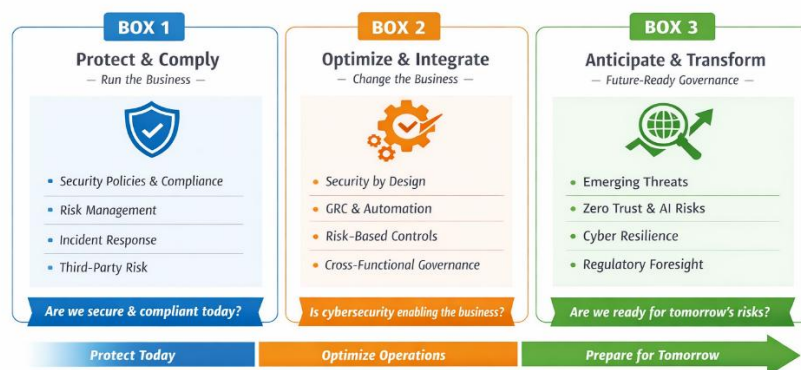 BOX 1
Protect & Comply
— Run the Business —
• Security Policies & Compliance
• Risk Management
• Incident Response
• Third-Party Risk
Are we secure & compliant today?
BOX 2
Optimize & Integrate
— Change the Business —
• Security by Design
• GRC & Automation
• Risk-Based Controls
• Cross-Functional Governance
Is cybersecurity enabling the business?
BOX 3
Anticipate & Transform
— Future-Ready Governance —
• Emerging Threats
• Zero Trust & AI Risks
• Cyber Resilience
• Regulatory Foresight
Are we ready for tomorrow's risks?
Protect Today
Optimize Operations
Prepare for Tomorrow